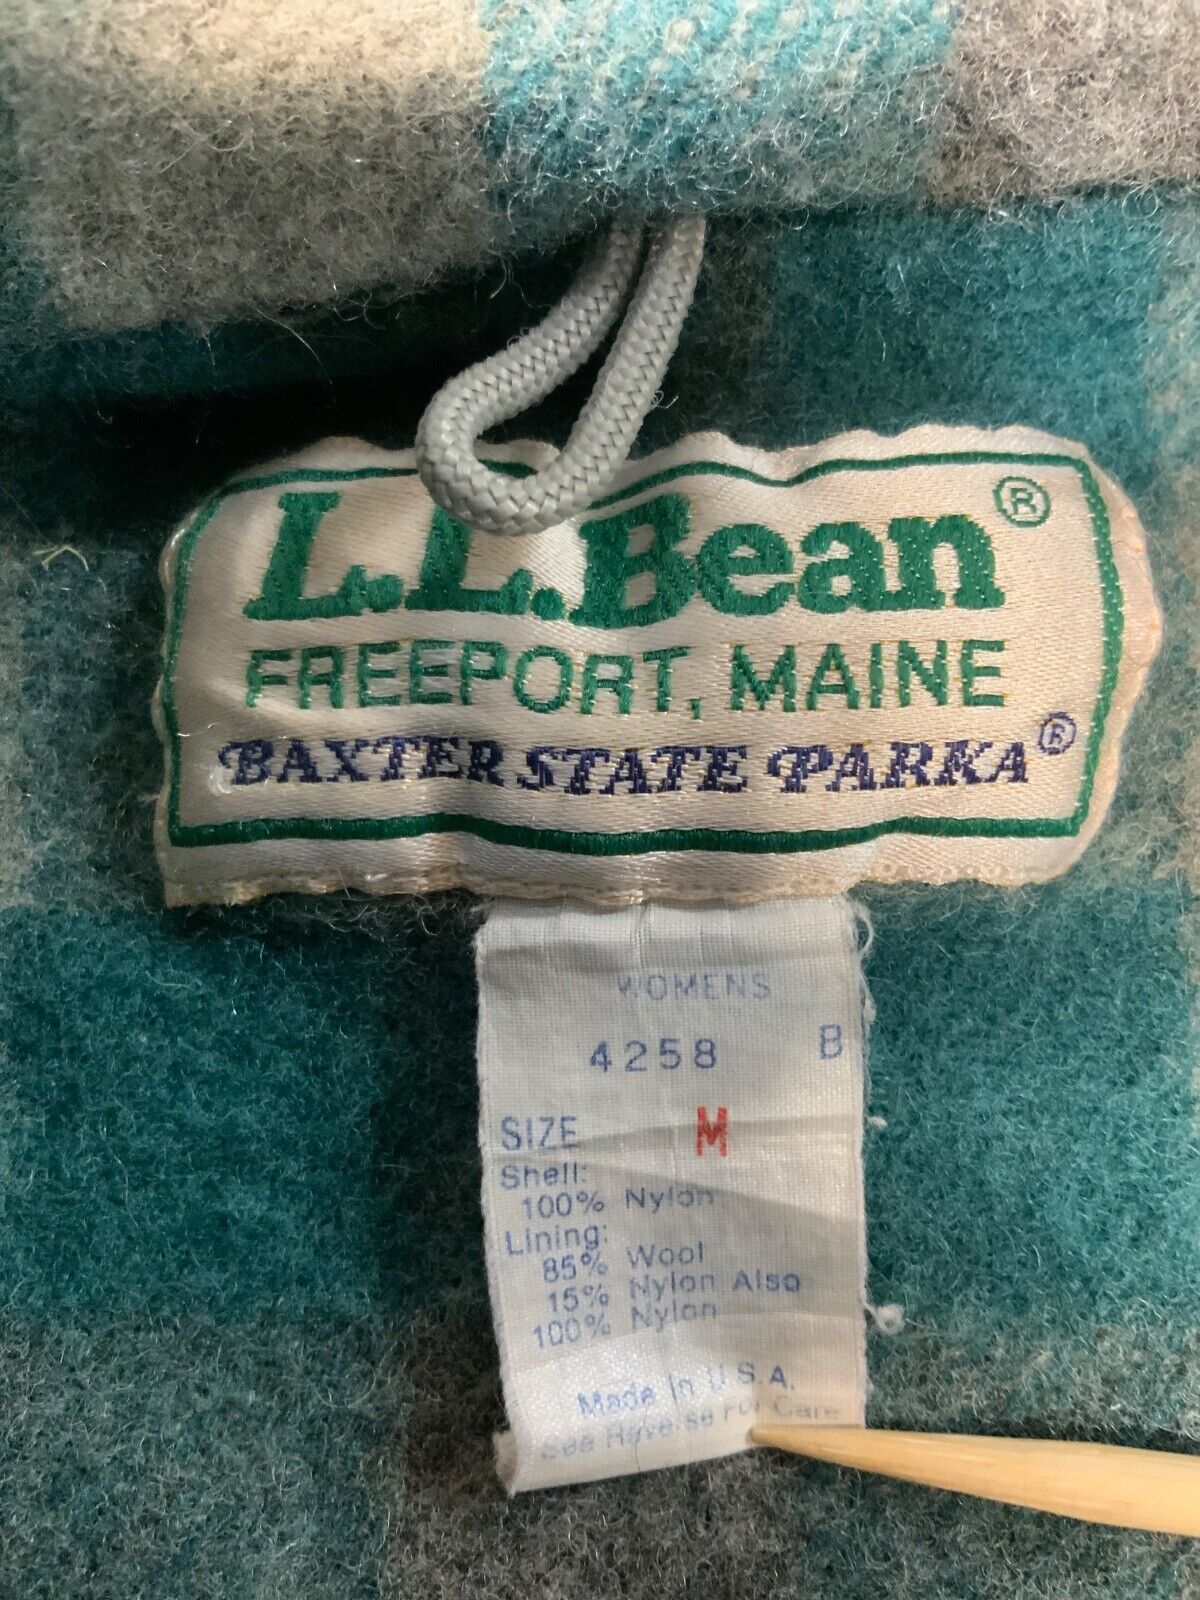 L.L.Bean®
FREEPORT, MAINE
BAXTER STATE PARKA®
WOMENS
4258 B
SIZE M
Shell:
100% Nylon
Lining:
85% Wool
15% Nylon Also
100% Nylon
Made In U.S.A.
See Reverse For Care